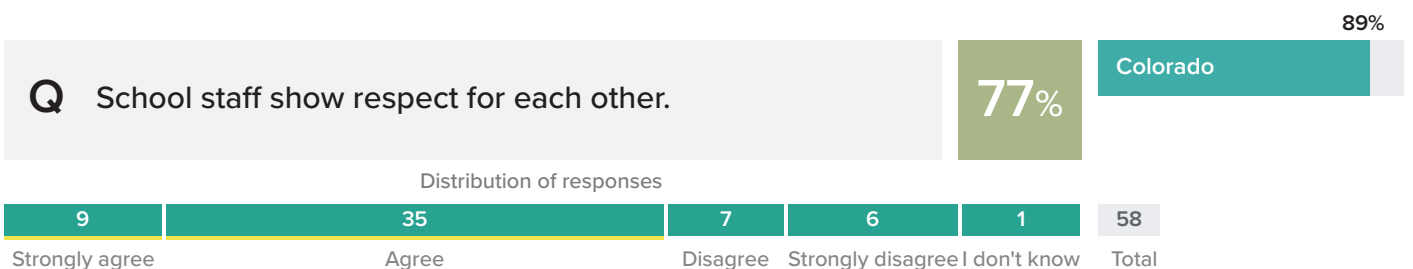 89%
Q School staff show respect for each other. 77% Colorado
Distribution of responses
9 35 7 6 1 58
Strongly agree Agree Disagree Strongly disagree I don't know Total